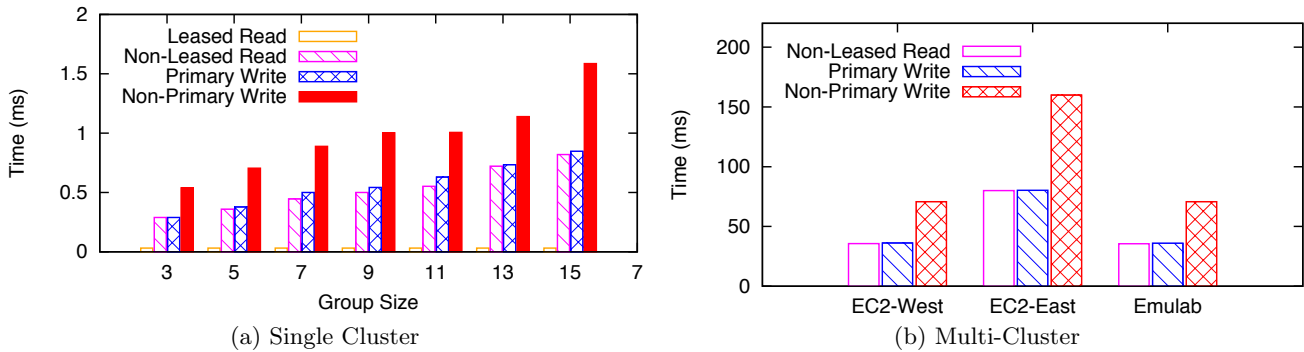 2
1.5
1
0.5
0
Time (ms)
Leased Read
Non-Leased Read
Primary Write
Non-Primary Write
3 5 7 9 11 13 15 7
Group Size
(a) Single Cluster
200
150
100
50
0
Time (ms)
Non-Leased Read
Primary Write
Non-Primary Write
EC2-West EC2-East Emulab
(b) Multi-Cluster